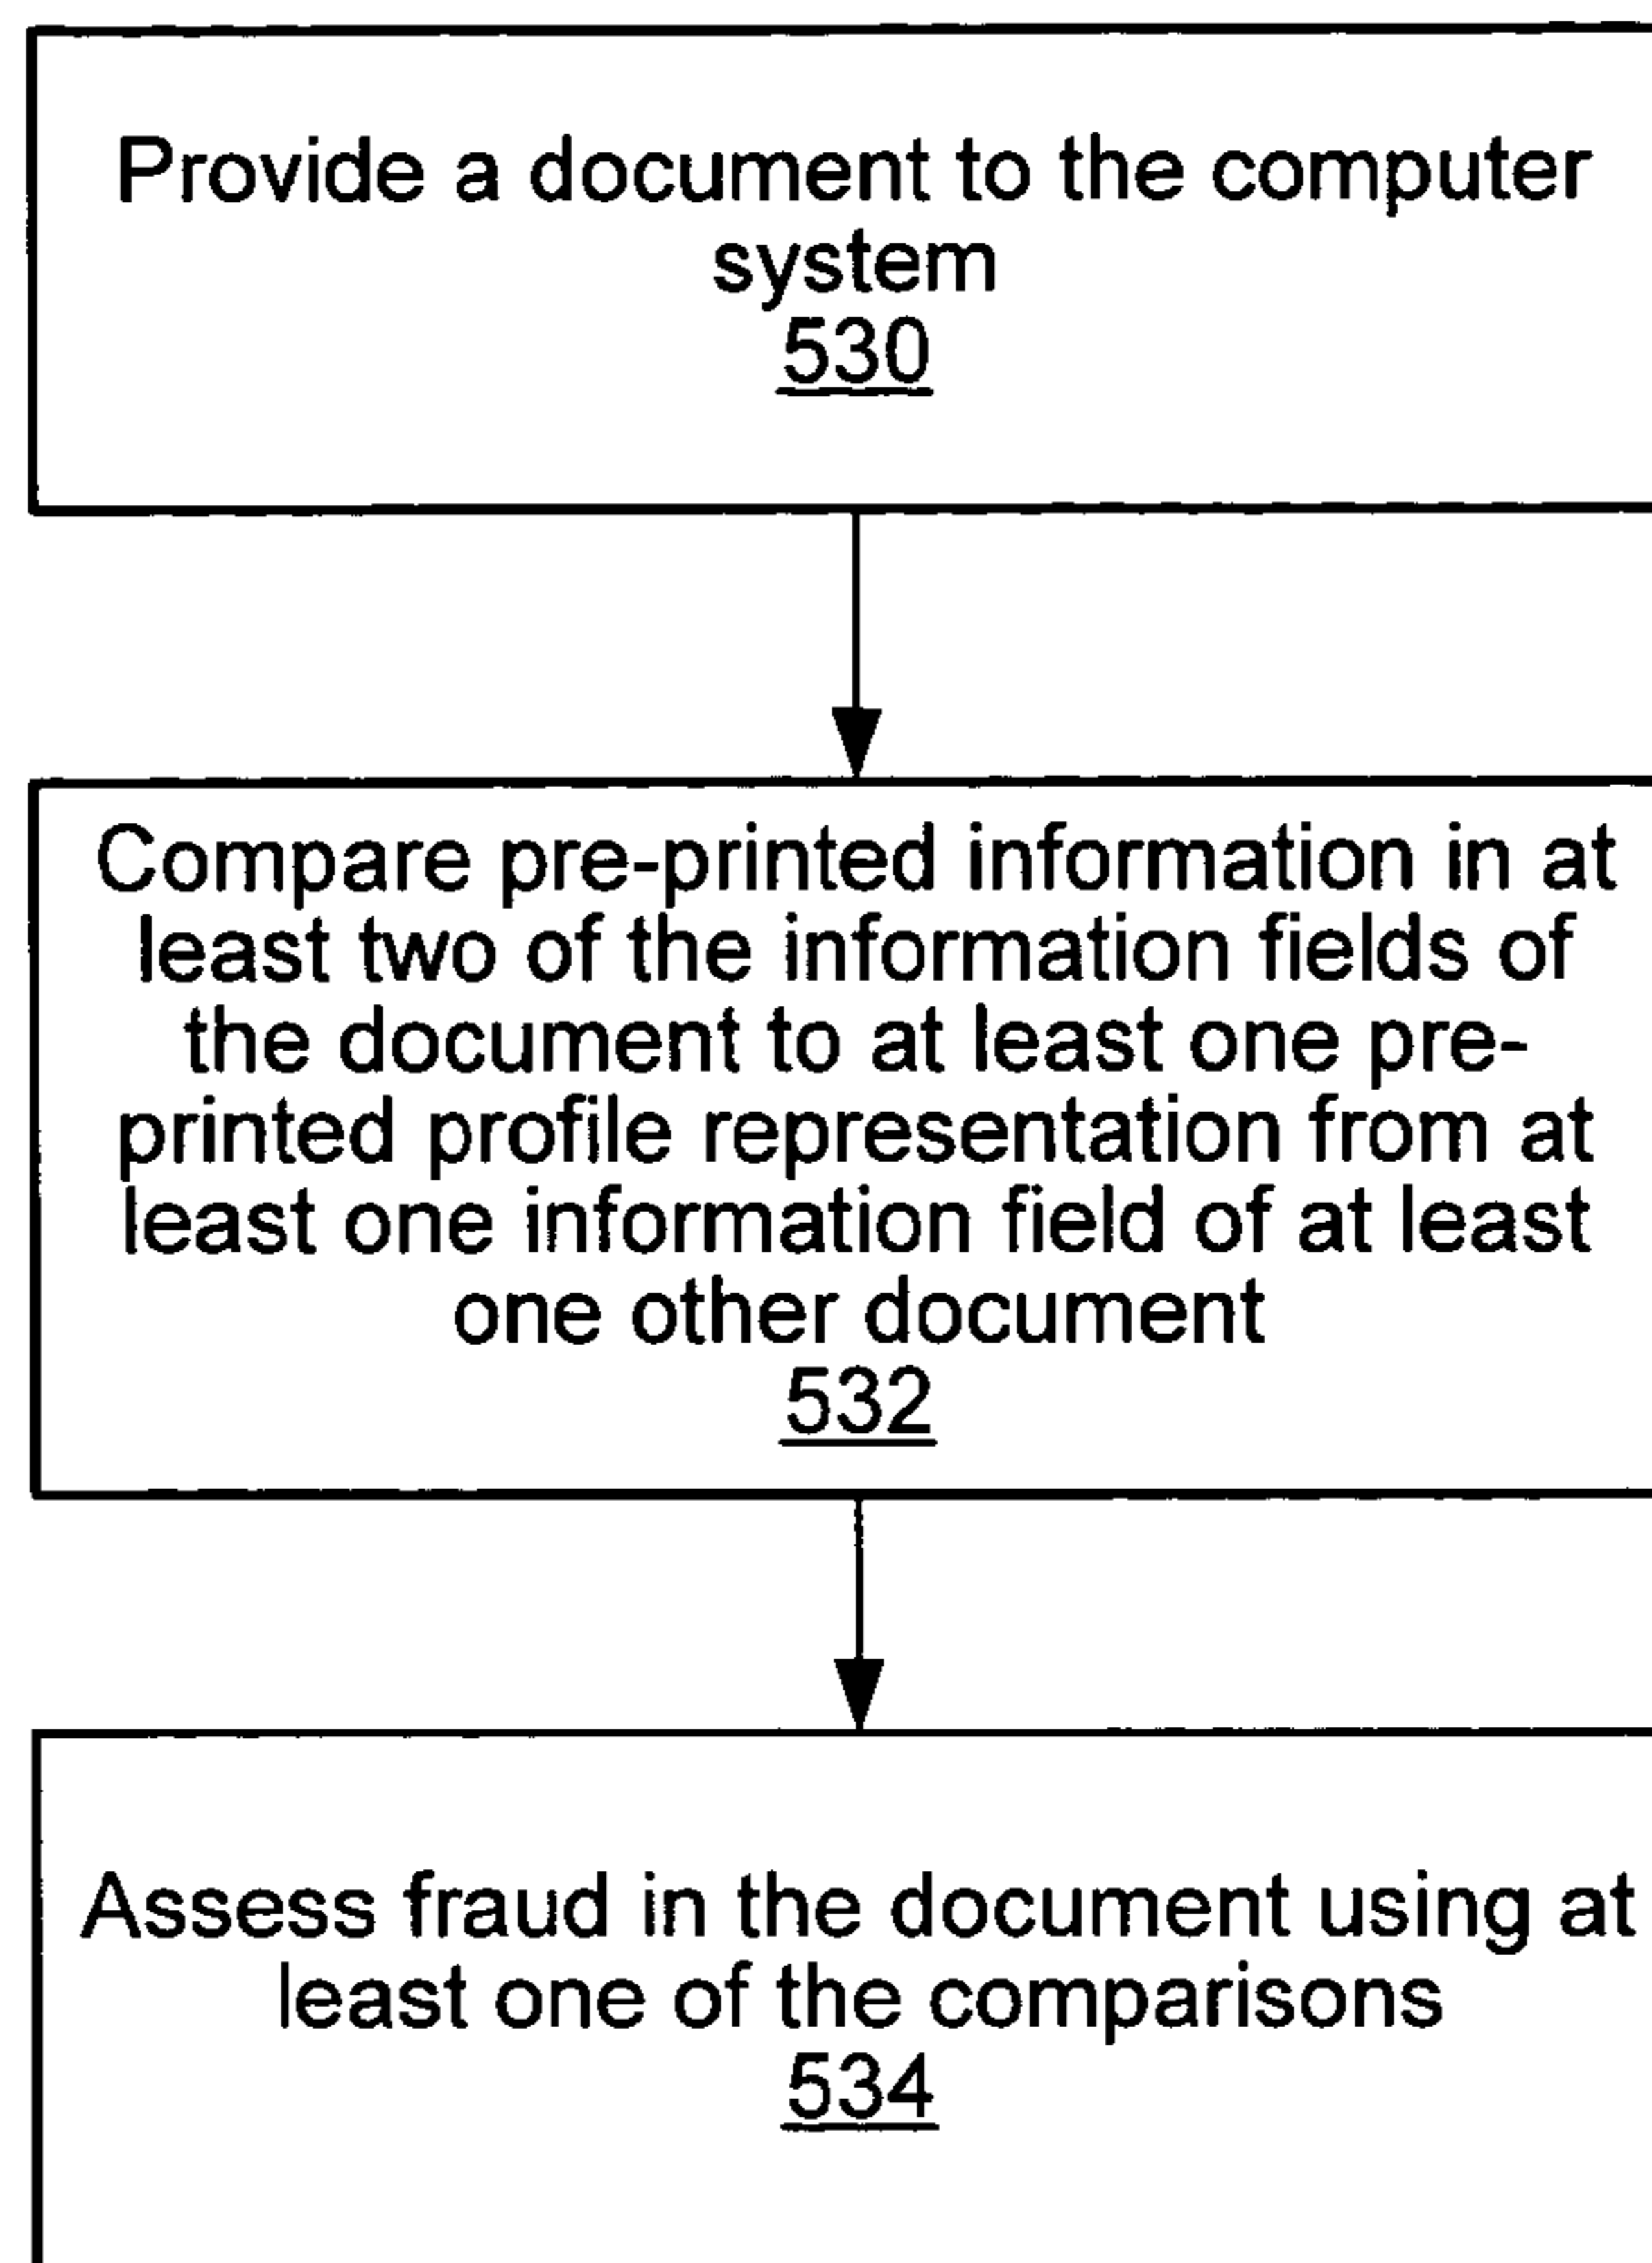 Provide a document to the computer
system
530
Compare pre-printed information in at
least two of the information fields of
the document to at least one pre-
printed profile representation from at
least one information field of at least
one other document
532
Assess fraud in the document using at
least one of the comparisons
534